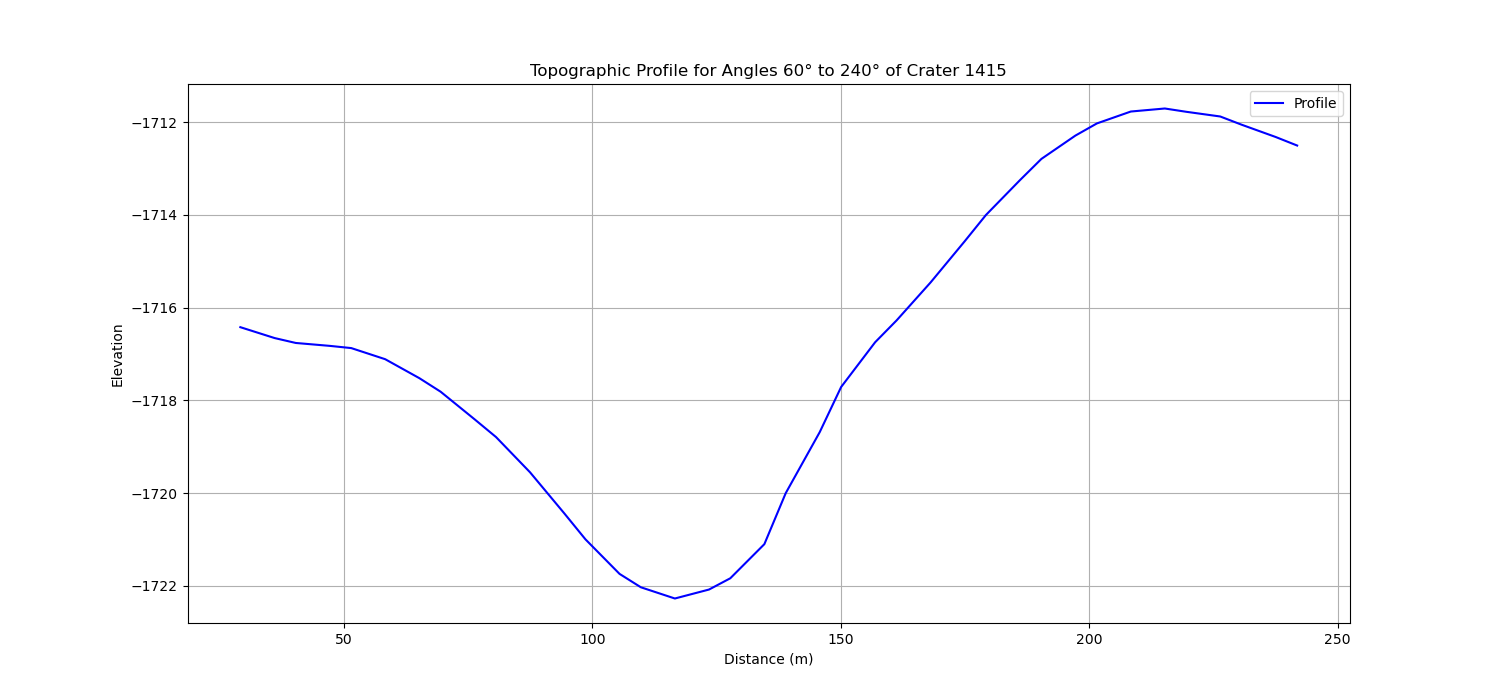 Topographic Profile for Angles 60° to 240° of Crater 1415
Profile
−1712
−1714
−1716
−1718
−1720
−1722
Elevation
50
100
150
200
250
Distance (m)